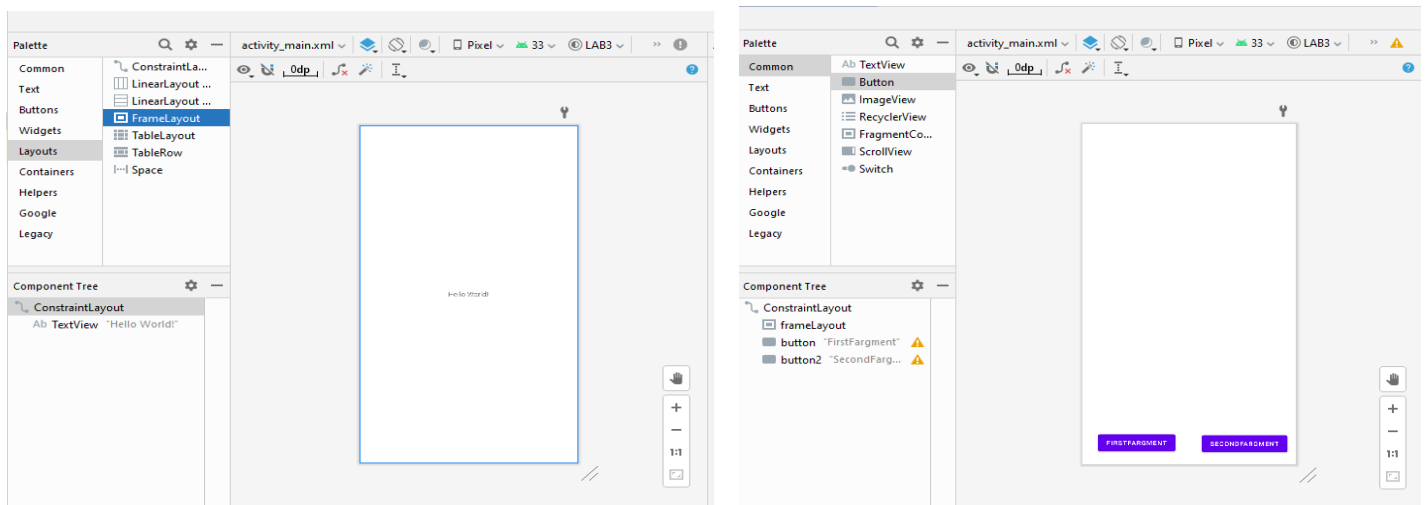 Palette
activity_main.xml Pixel 33 LAB3 »
Common
Text
Buttons
Widgets
Layouts
Containers
Helpers
Google
Legacy
ConstraintLa...
LinearLayout ...
LinearLayout ...
FrameLayout
TableLayout
TableRow
Space
0dp
Hello World!
Component Tree
ConstraintLayout
Ab TextView "Hello World!"
1:1
Palette
activity_main.xml Pixel 33 LAB3 »
Common
Text
Buttons
Widgets
Layouts
Containers
Helpers
Google
Legacy
Ab TextView
Button
ImageView
RecyclerView
FragmentCo...
ScrollView
Switch
0dp
Component Tree
ConstraintLayout
frameLayout
button "FirstFargment"
button2 "SecondFarg...
FIRSTFARGMENT
SECONDFARGMENT
1:1